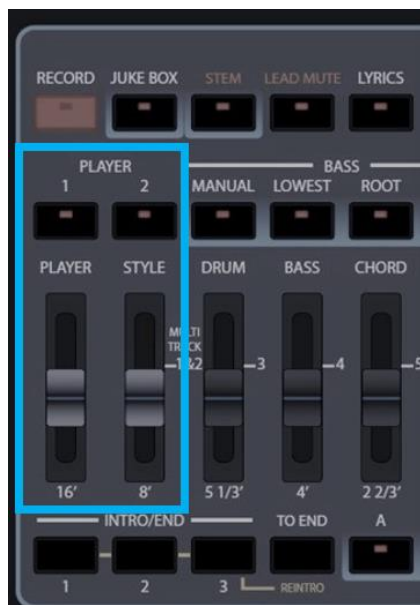 RECORD JUKE BOX STEM LEAD MUTE LYRICS
PLAYER BASS
1 2 MANUAL LOWEST ROOT
PLAYER STYLE DRUM BASS CHORD
MULTI
TRACK
1&2 3 4 5
16' 8' 5 1/3' 4' 2 2/3'
INTRO/END TO END A
1 2 3 REINTRO